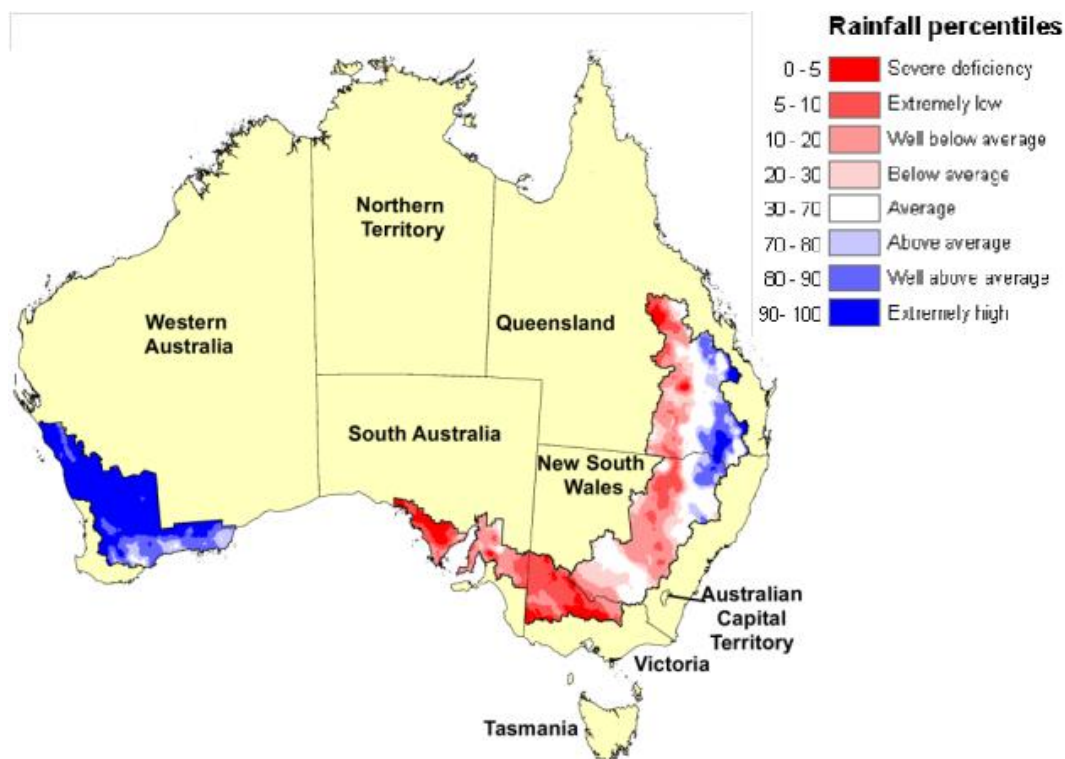 Rainfall percentiles
0 - 5 Severe deficiency
5 - 10 Extremely low
10 - 20 Well below average
20 - 30 Below average
30 - 70 Average
70 - 80 Above average
80 - 90 Well above average
90 - 100 Extremely high
Northern
Territory
Western
Australia
Queensland
South Australia
New South
Wales
Australian
Capital
Territory
Victoria
Tasmania